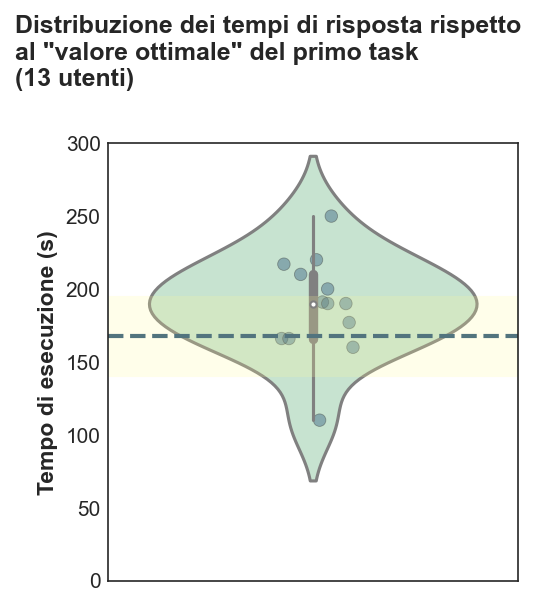 Distribuzione dei tempi di risposta rispetto
al "valore ottimale" del primo task
(13 utenti)
300
250
200
150
100
50
0
Tempo di esecuzione (s)